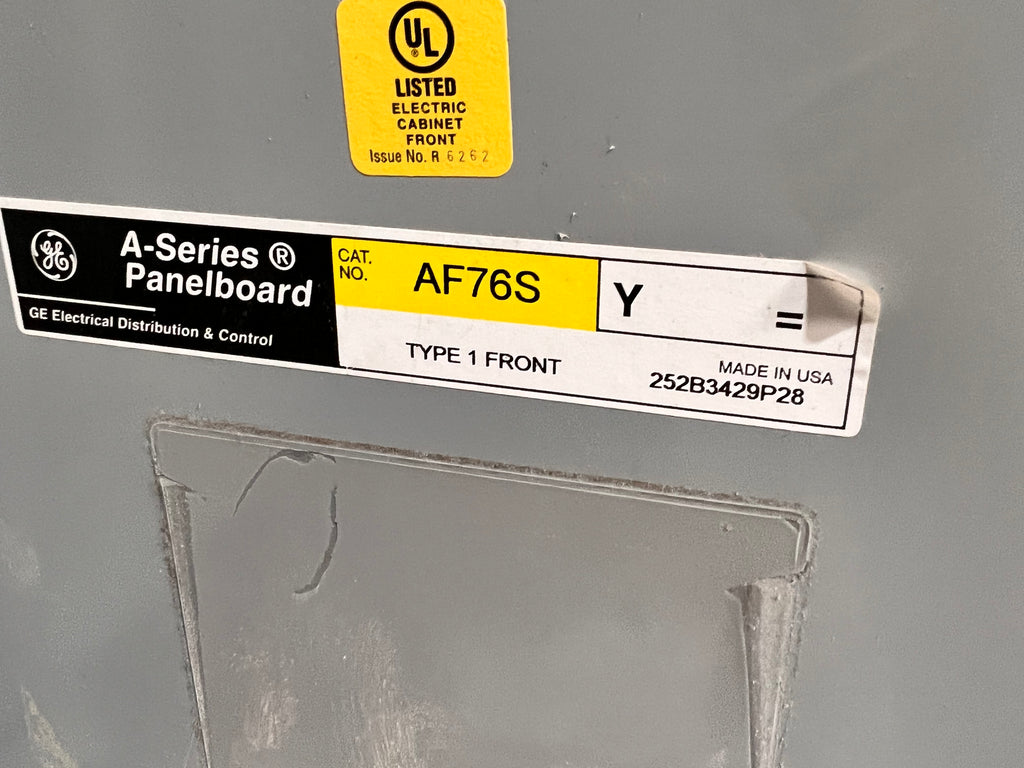 UL
®
LISTED
ELECTRIC
CABINET
FRONT
Issue No. R 6262
GE
A-Series ®
Panelboard
GE Electrical Distribution & Control
CAT.
NO.
AF76S
Y
=
TYPE 1 FRONT
MADE IN USA
252B3429P28